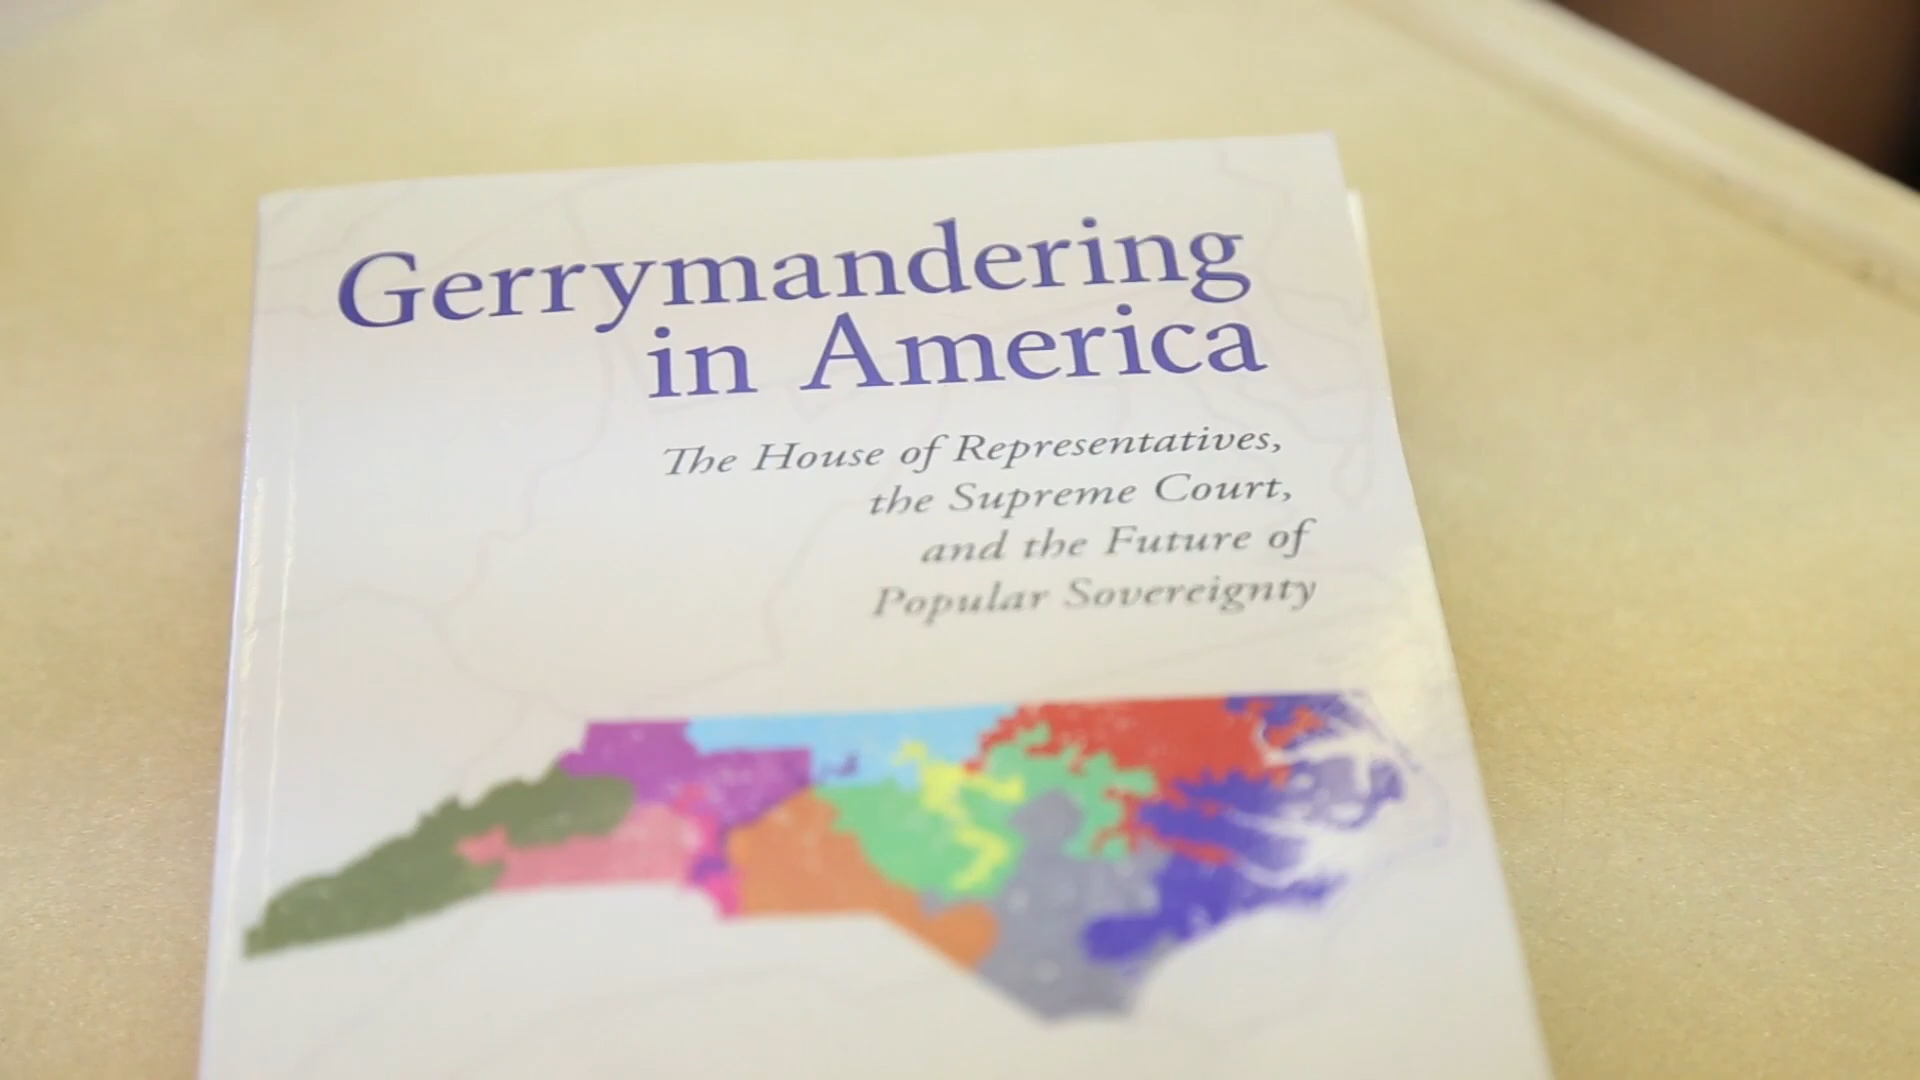 Gerrymandering
in America
The House of Representatives,
the Supreme Court,
and the Future of
Popular Sovereignty